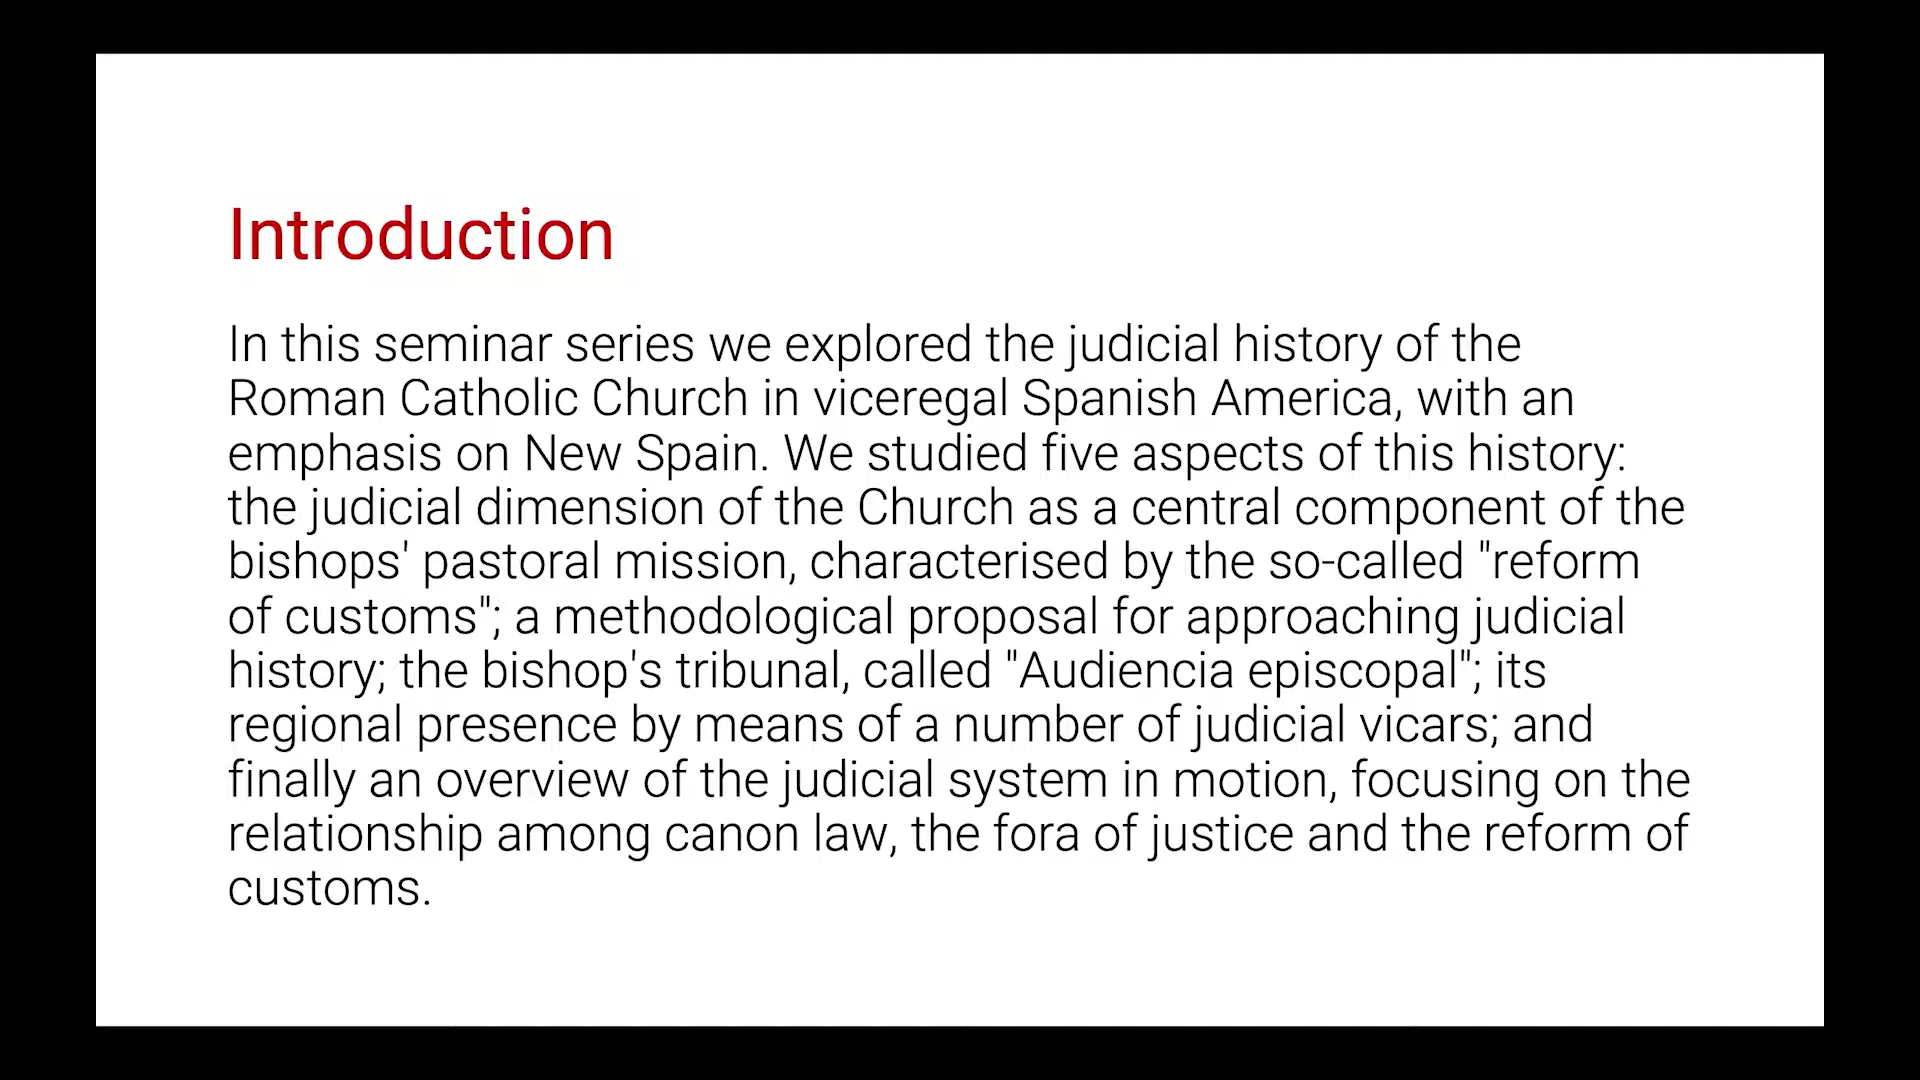 Introduction
In this seminar series we explored the judicial history of the
Roman Catholic Church in viceregal Spanish America, with an
emphasis on New Spain. We studied five aspects of this history:
the judicial dimension of the Church as a central component of the
bishops' pastoral mission, characterised by the so-called "reform
of customs"; a methodological proposal for approaching judicial
history; the bishop's tribunal, called "Audiencia episcopal"; its
regional presence by means of a number of judicial vicars; and
finally an overview of the judicial system in motion, focusing on the
relationship among canon law, the fora of justice and the reform of
customs.